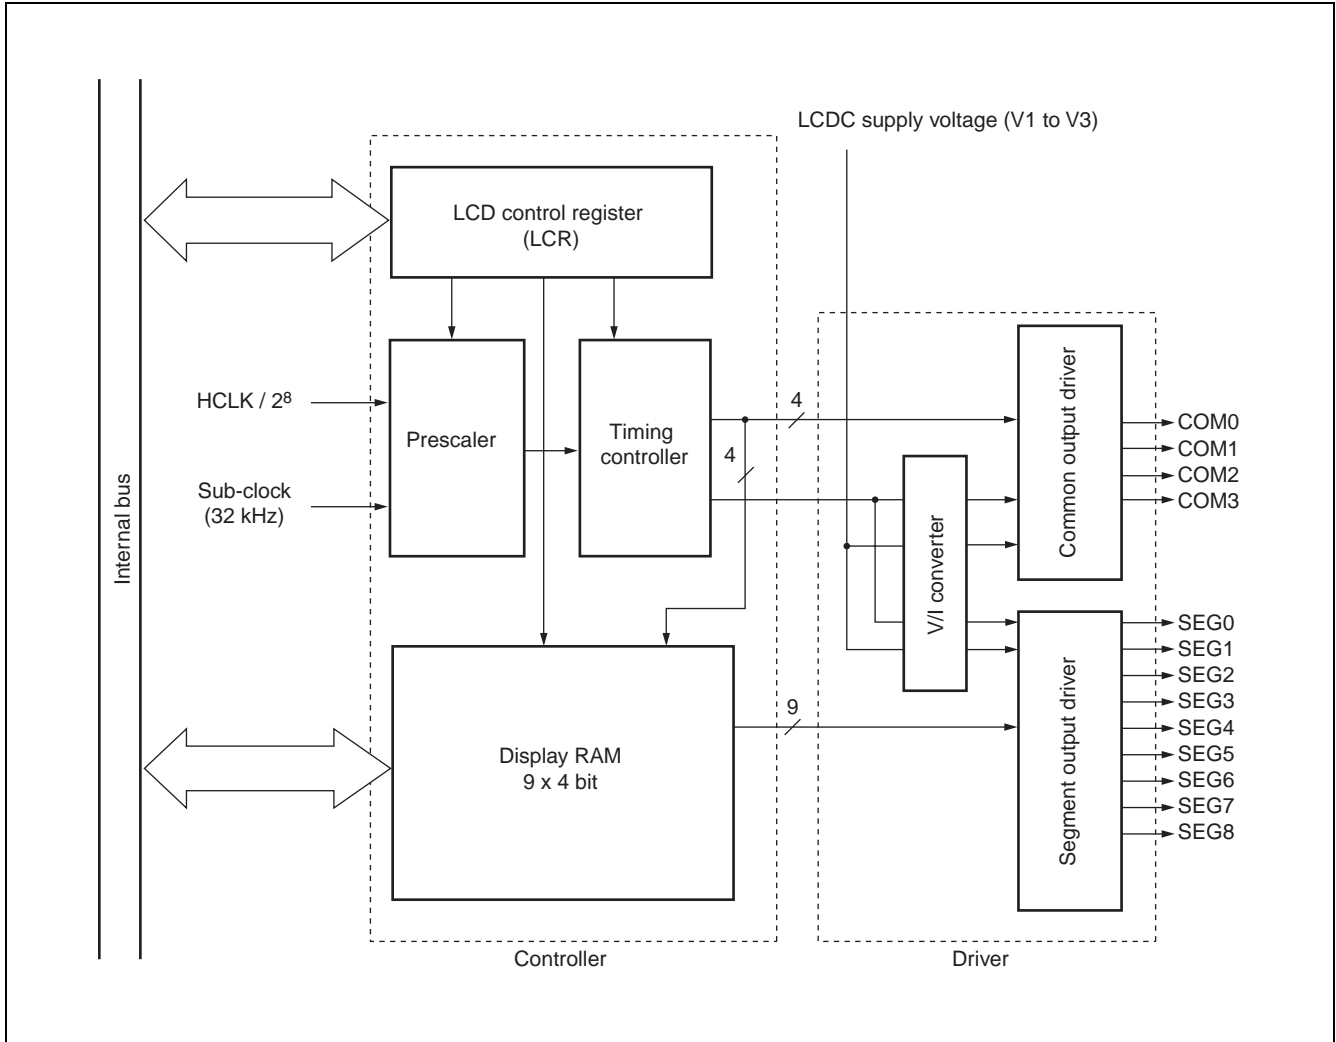 LCDC supply voltage (V1 to V3)
LCD control register
(LCR)
HCLK / 2⁸
Prescaler
Timing
controller
4
4
Sub-clock
(32 kHz)
Internal bus
V/I converter
Common output driver
COM0
COM1
COM2
COM3
Display RAM
9 x 4 bit
9
Segment output driver
SEG0
SEG1
SEG2
SEG3
SEG4
SEG5
SEG6
SEG7
SEG8
Controller
Driver